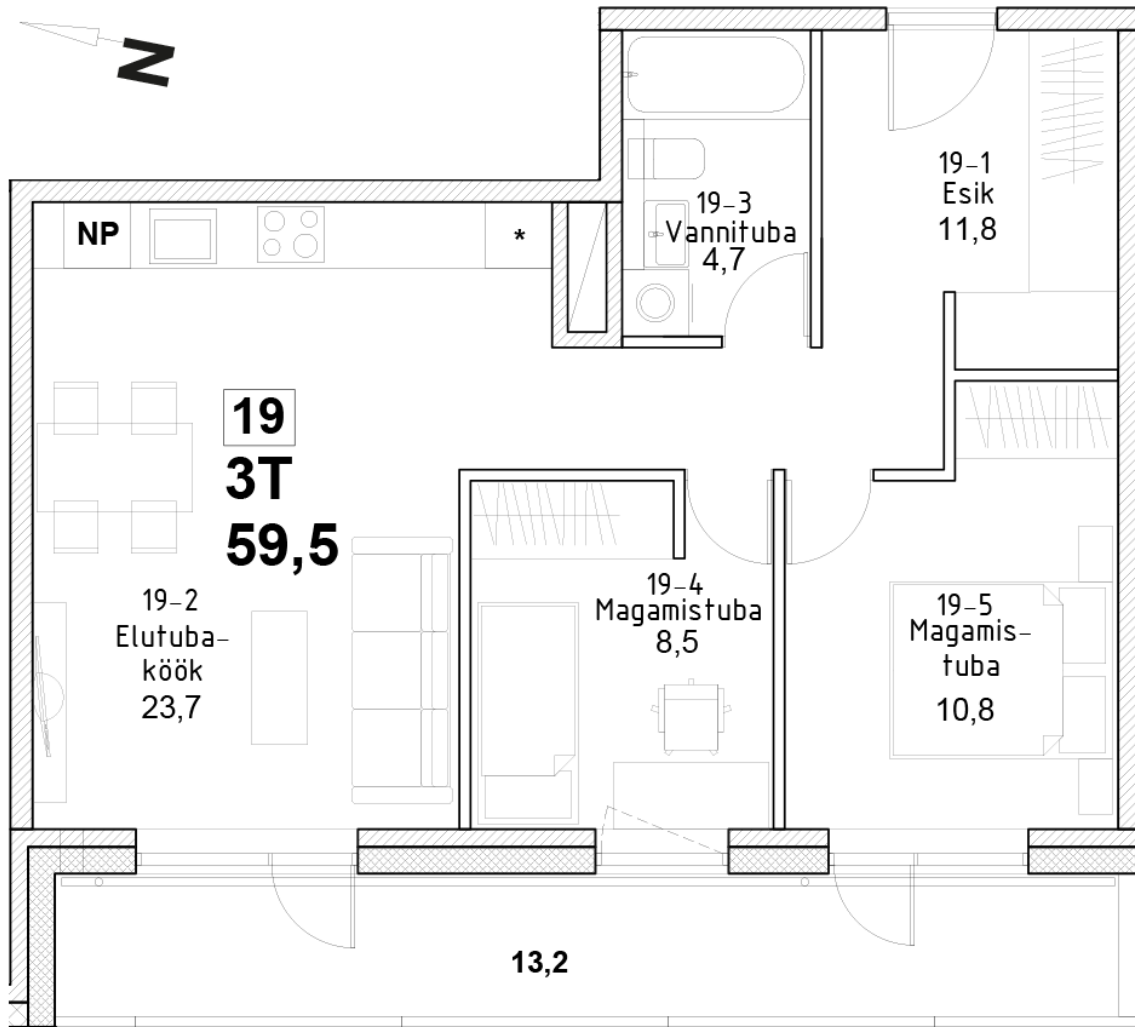 N
19-1
Esik
11,8
19-3
Vannituba
4,7
NP
*
19
3T
59,5
19-2
Elutuba-
köök
23,7
19-4
Magamistuba
8,5
19-5
Magamis-
tuba
10,8
13,2